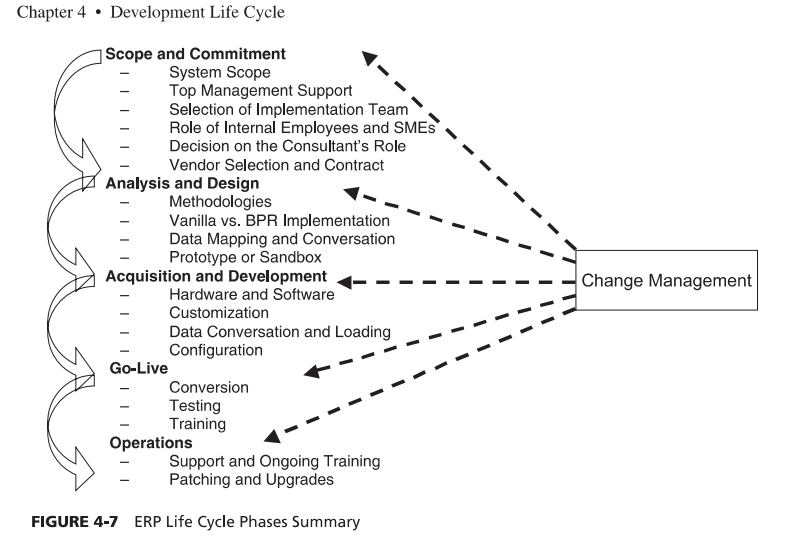 Chapter 4 • Development Life Cycle
Scope and Commitment
– System Scope
– Top Management Support
– Selection of Implementation Team
– Role of Internal Employees and SMEs
– Decision on the Consultant's Role
– Vendor Selection and Contract
Analysis and Design
– Methodologies
– Vanilla vs. BPR Implementation
– Data Mapping and Conversation
– Prototype or Sandbox
Acquisition and Development
– Hardware and Software
– Customization
– Data Conversation and Loading
– Configuration
Go-Live
– Conversion
– Testing
– Training
Operations
– Support and Ongoing Training
– Patching and Upgrades
Change Management
FIGURE 4-7 ERP Life Cycle Phases Summary